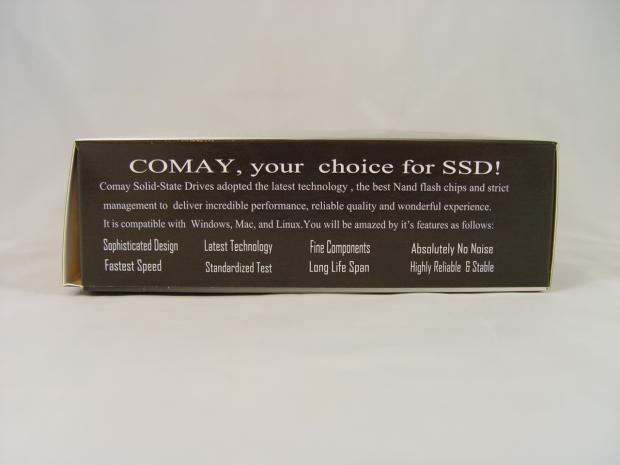 COMAY, your choice for SSD!
Comay Solid-State Drives adopted the latest technology , the best Nand flash chips and strict
management to deliver incredible performance, reliable quality and wonderful experience.
It is compatible with Windows, Mac, and Linux.You will be amazed by it's features as follows:
Sophisticated Design Latest Technology Fine Components Absolutely No Noise
Fastest Speed Standardized Test Long Life Span Highly Reliable & Stable